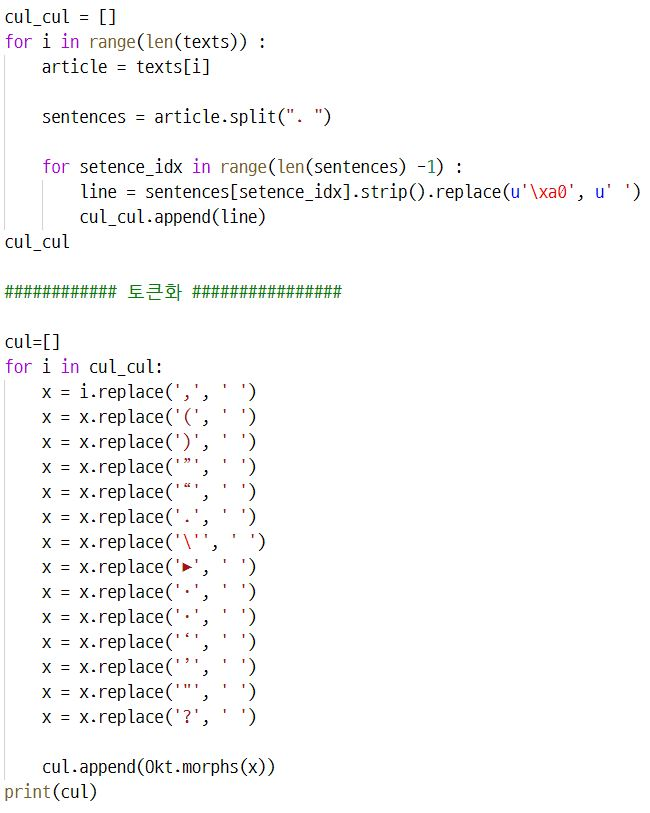 cul_cul = []
for i in range(len(texts)) :
    article = texts[i]
    sentences = article.split(". ")
    for setence_idx in range(len(sentences) -1) :
        line = sentences[setence_idx].strip().replace(u'\xa0', u' ')
        cul_cul.append(line)
cul_cul
############ 토큰화 ################
cul=[]
for i in cul_cul:
    x = i.replace(',', ' ')
    x = x.replace('(', ' ')
    x = x.replace(')', ' ')
    x = x.replace('”', ' ')
    x = x.replace('“', ' ')
    x = x.replace('.', ' ')
    x = x.replace('\'', ' ')
    x = x.replace('▶', ' ')
    x = x.replace('·', ' ')
    x = x.replace('·', ' ')
    x = x.replace('‘', ' ')
    x = x.replace('’', ' ')
    x = x.replace('"', ' ')
    x = x.replace('?', ' ')
    cul.append(Okt.morphs(x))
print(cul)